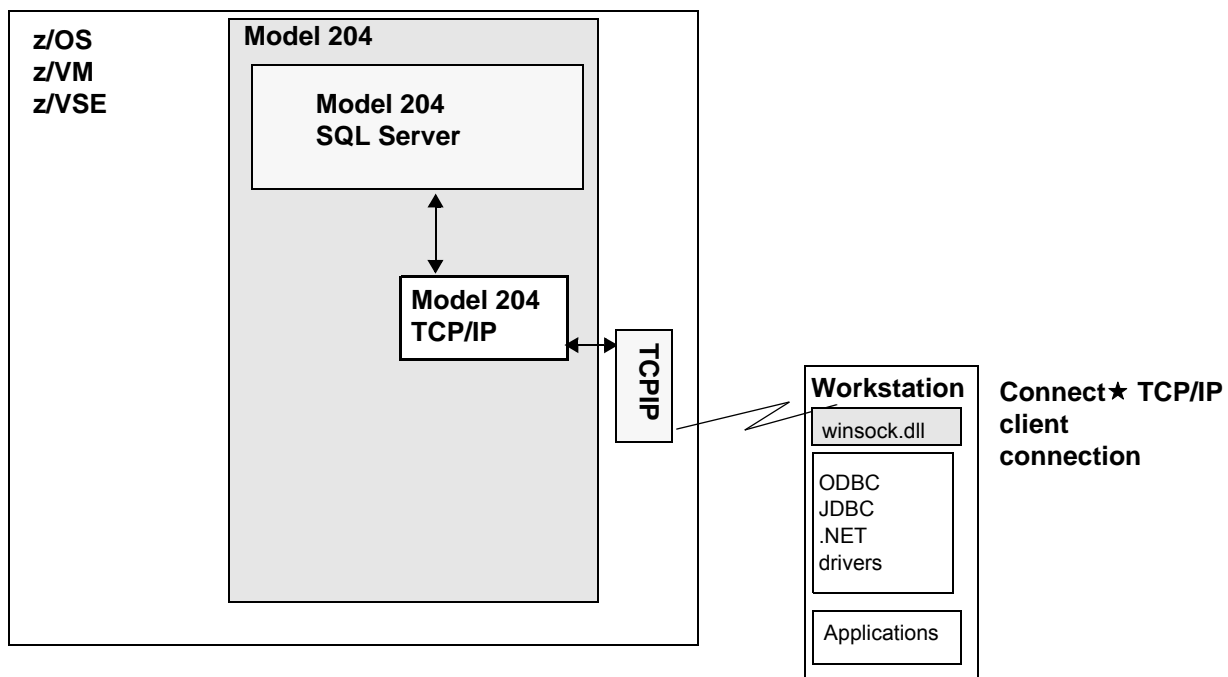 z/OS
z/VM
z/VSE
Model 204
Model 204
SQL Server
Model 204
TCP/IP
TCPIP
Workstation
winsock.dll
ODBC
JDBC
.NET
drivers
Applications
Connect★ TCP/IP
client
connection